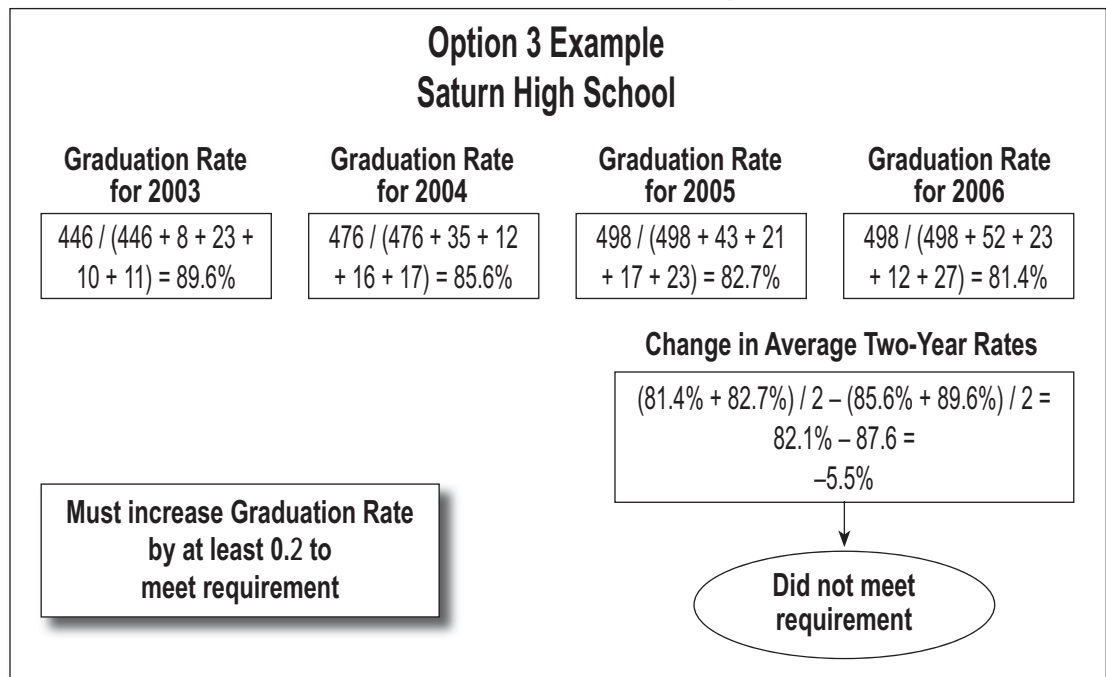 Option 3 Example
Saturn High School
Graduation Rate
for 2003
446 / (446 + 8 + 23 +
10 + 11) = 89.6%
Graduation Rate
for 2004
476 / (476 + 35 + 12
+ 16 + 17) = 85.6%
Graduation Rate
for 2005
498 / (498 + 43 + 21
+ 17 + 23) = 82.7%
Graduation Rate
for 2006
498 / (498 + 52 + 23
+ 12 + 27) = 81.4%
Change in Average Two-Year Rates
(81.4% + 82.7%) / 2 – (85.6% + 89.6%) / 2 =
82.1% – 87.6 =
–5.5%
Must increase Graduation Rate
by at least 0.2 to
meet requirement
Did not meet
requirement